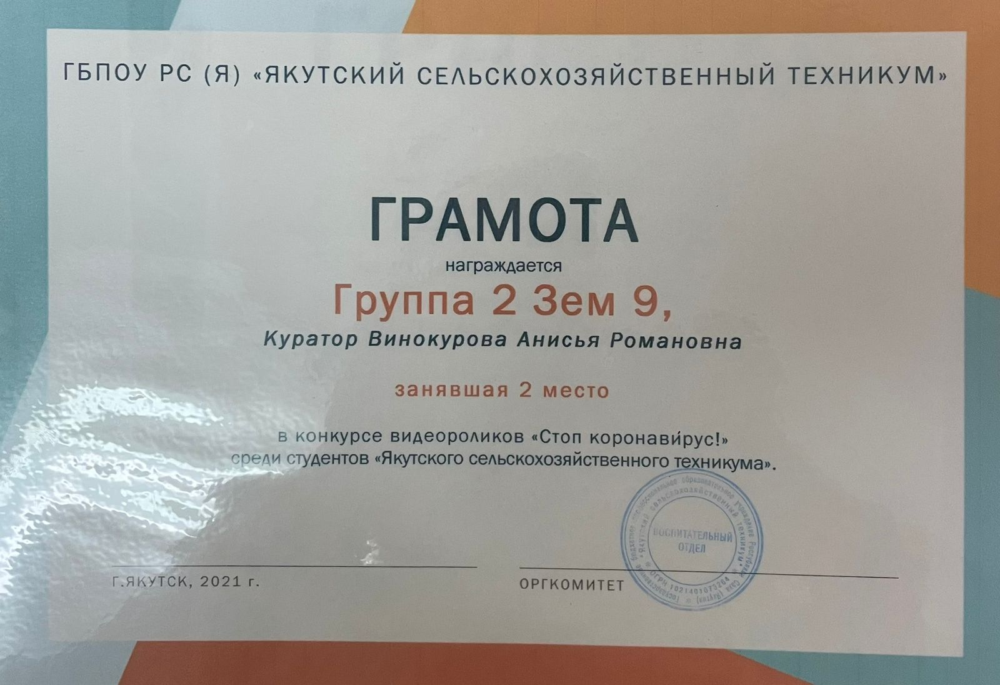 ГБПОУ РС (Я) «ЯКУТСКИЙ СЕЛЬСКОХОЗЯЙСТВЕННЫЙ ТЕХНИКУМ»
ГРАМОТА
награждается
Группа 2 Зем 9,
Куратор Винокурова Анисья Романовна
занявшая 2 место
в конкурсе видеороликов «Стоп коронави́рус!»
среди студентов «Якутского сельскохозяйственного техникума».
Г.ЯКУТСК, 2021 г.
ОРГКОМИТЕТ
Государственное бюджетное профессиональное образовательное учреждение Республики Саха (Якутия)
"Якутский сельскохозяйственный техникум"
ОГРН 1021401073264
ВОСПИТАТЕЛЬНЫЙ
ОТДЕЛ